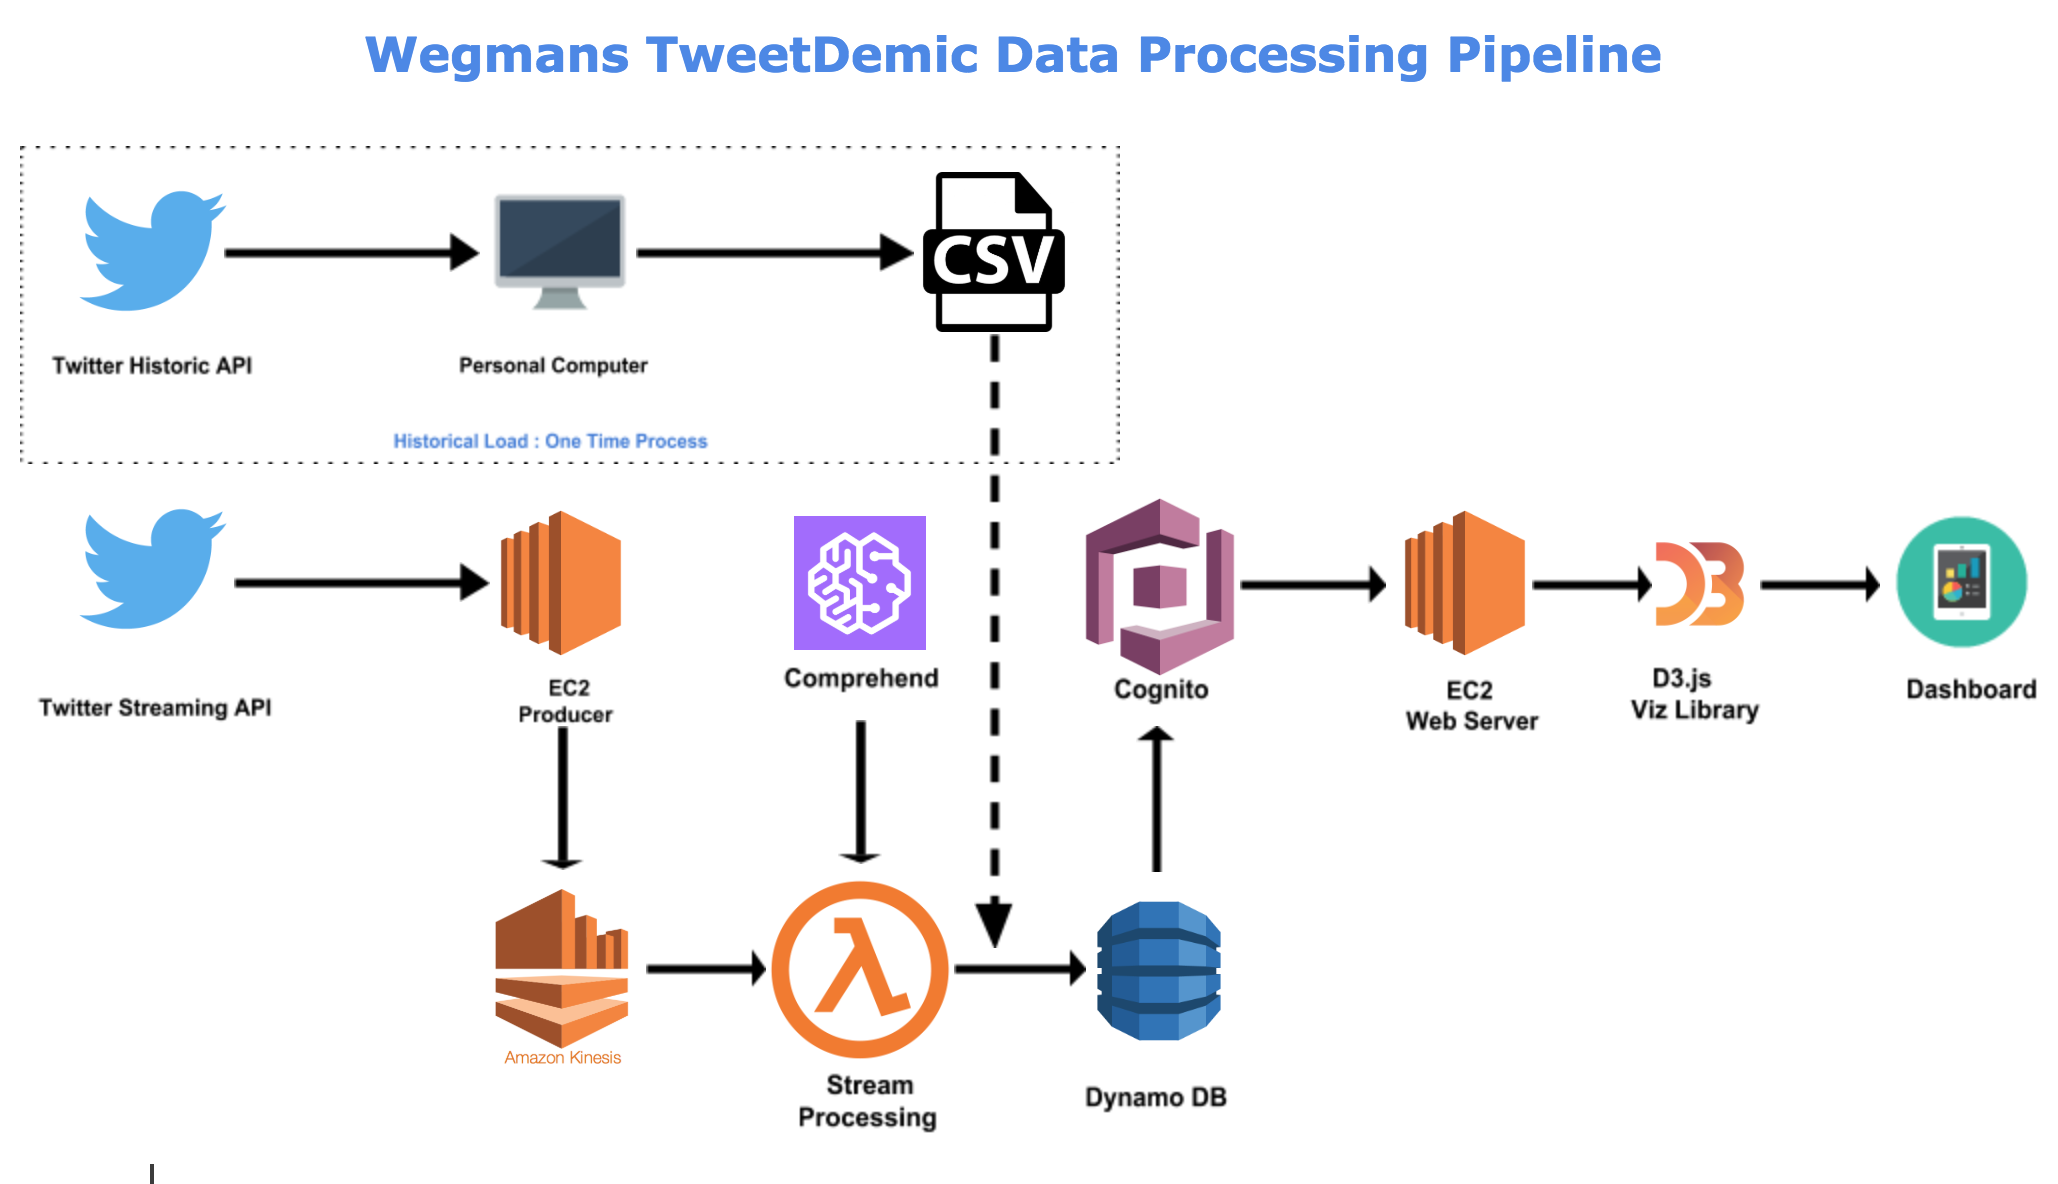 Wegmans TweetDemic Data Processing Pipeline
CSV
Twitter Historic API
Personal Computer
Historical Load : One Time Process
Twitter Streaming API
EC2
Producer
Comprehend
Cognito
EC2
Web Server
D3.js
Viz Library
Dashboard
Amazon Kinesis
Stream
Processing
Dynamo DB